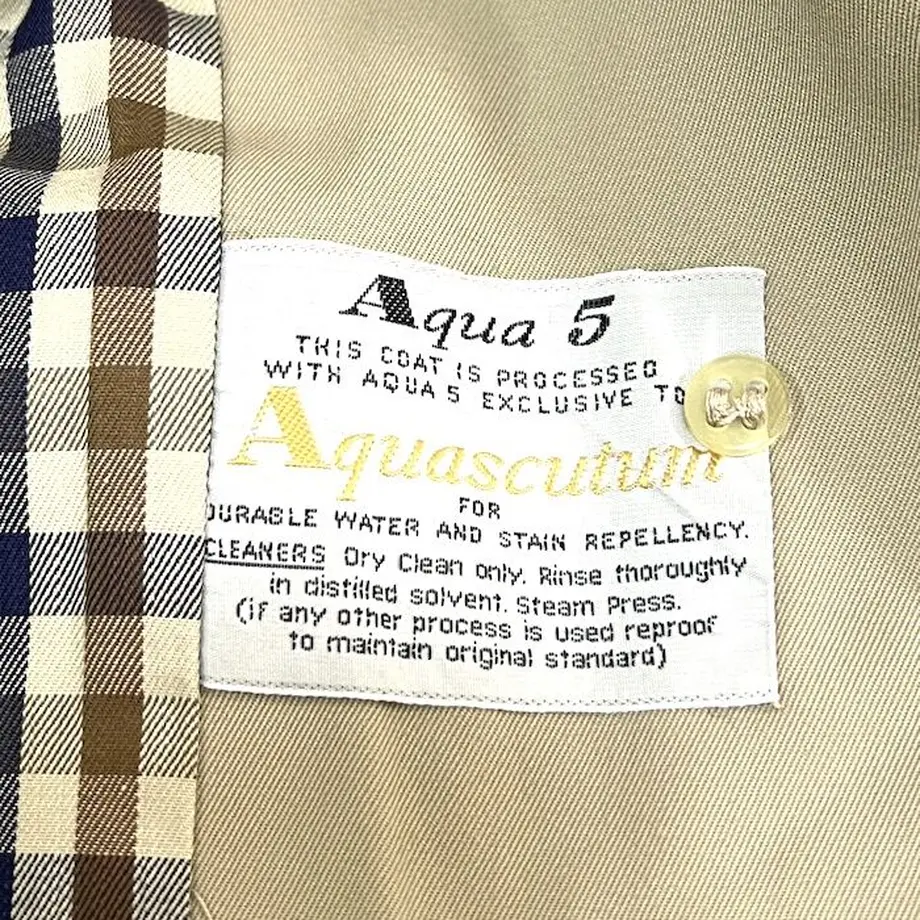 Aqua 5
THIS COAT IS PROCESSED
WITH AQUA 5 EXCLUSIVE TO
Aquascutum
FOR
DURABLE WATER AND STAIN REPELLENCY.
CLEANERS Dry Clean only. Rinse thoroughly
in distilled solvent. Steam Press.
(if any other process is used reproof
to maintain original standard)